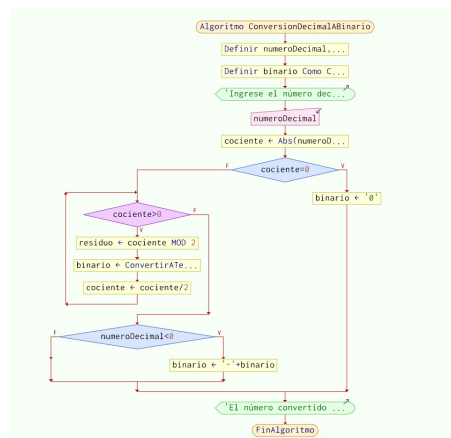 Algoritmo ConversionDecimalABinario
Definir numeroDecimal,...
Definir binario Como C...
'Ingrese el número dec...
numeroDecimal
cociente ← Abs(numeroD...
F
cociente=0
V
binario ← '0'
cociente>0
F
V
residuo ← cociente MOD 2
binario ← ConvertirATe...
cociente ← cociente/2
F
numeroDecimal<0
V
binario ← '-'+binario
'El número convertido ...
FinAlgoritmo